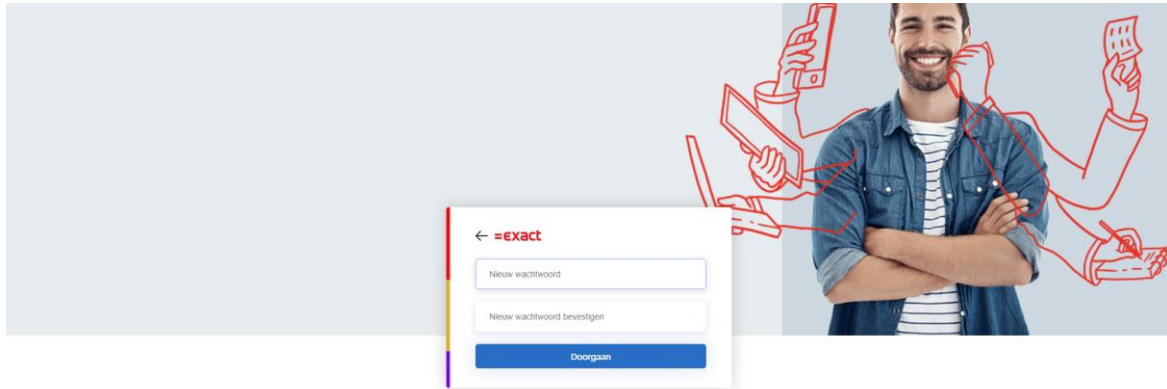 ← =exact
Nieuw wachtwoord
Nieuw wachtwoord bevestigen
Doorgaan